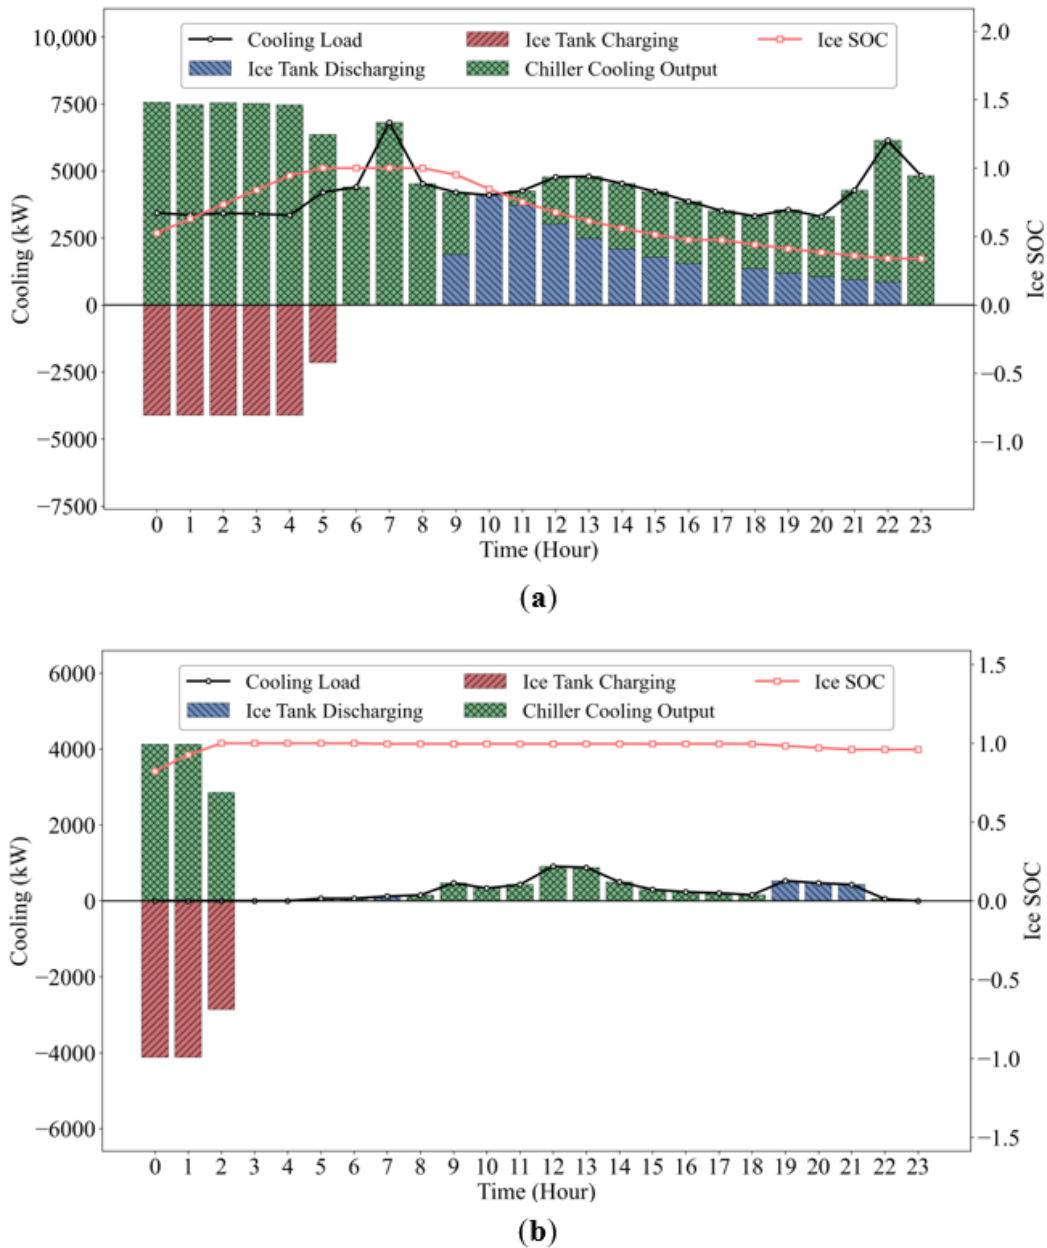 Cooling Load
Ice Tank Charging
Ice SOC
Ice Tank Discharging
Chiller Cooling Output
10,000
7500
5000
2500
0
−2500
−5000
−7500
Cooling (kW)
2.0
1.5
1.0
0.5
0.0
−0.5
−1.0
Ice SOC
0 1 2 3 4 5 6 7 8 9 10 11 12 13 14 15 16 17 18 19 20 21 22 23
Time (Hour)
(a)
Cooling Load
Ice Tank Charging
Ice SOC
Ice Tank Discharging
Chiller Cooling Output
6000
4000
2000
0
−2000
−4000
−6000
Cooling (kW)
1.5
1.0
0.5
0.0
−0.5
−1.0
−1.5
Ice SOC
0 1 2 3 4 5 6 7 8 9 10 11 12 13 14 15 16 17 18 19 20 21 22 23
Time (Hour)
(b)